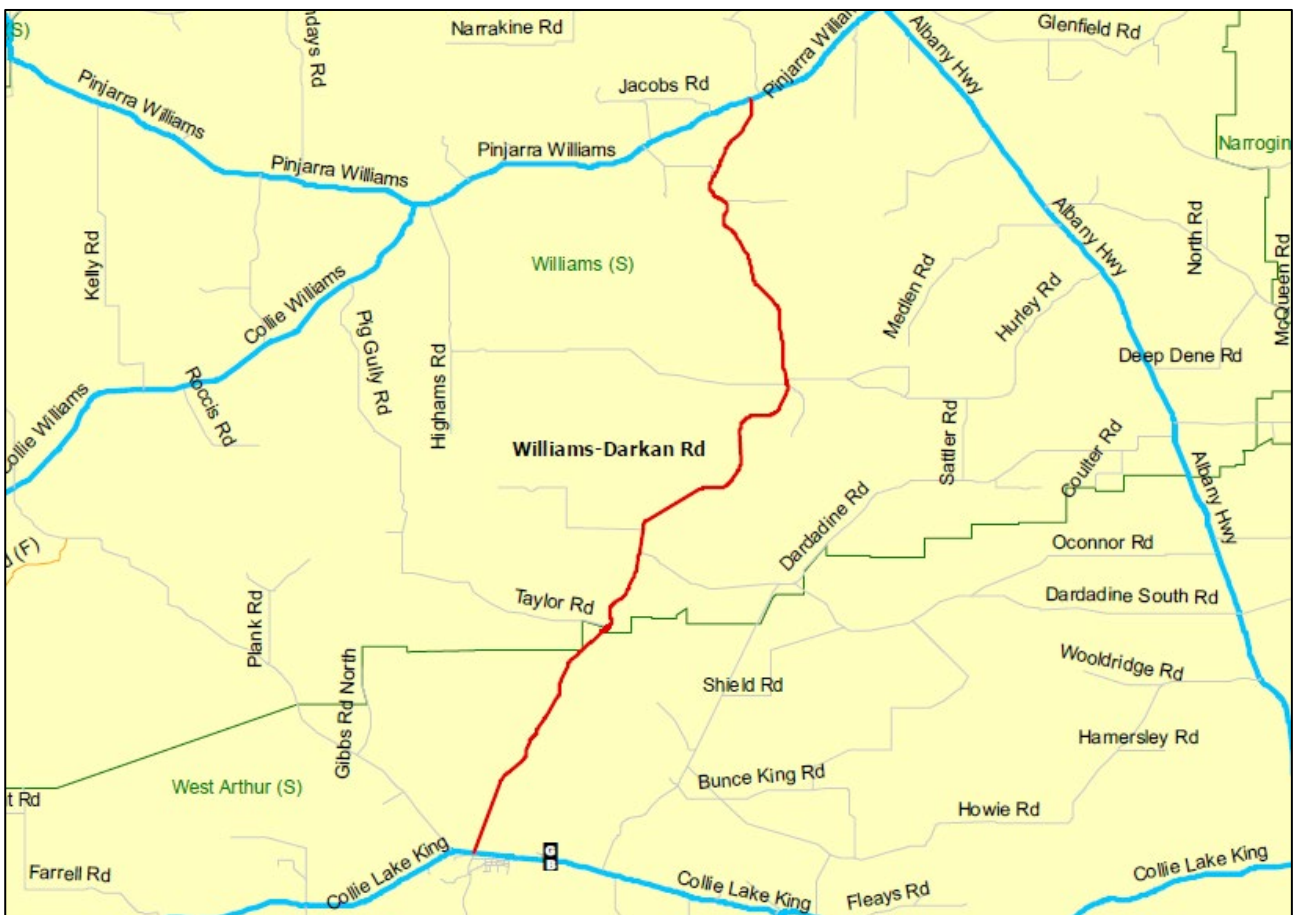 S)
ndays Rd
Narrakine Rd
Pinjarra William
Albany Hwy
Glenfield Rd
Pinjarra Williams
Jacobs Rd
Pinjarra Williams
Pinjarra Williams
Narrogin
Kelly Rd
Williams (S)
Albany Hwy
North Rd
McQueen Rd
Collie Williams
Pig Gully Rd
Highams Rd
Medlen Rd
Hurley Rd
Deep Dene Rd
Collie Williams
Roccis Rd
Williams-Darkan Rd
Sattler Rd
Coulter Rd
Albany Hwy
Dardadine Rd
d (F)
Oconnor Rd
Taylor Rd
Dardadine South Rd
Plank Rd
Wooldridge Rd
Gibbs Rd North
Shield Rd
Hamersley Rd
West Arthur (S)
Bunce King Rd
t Rd
Howie Rd
Collie Lake King
G
B
Farrell Rd
Collie Lake King
Fleays Rd
Collie Lake King